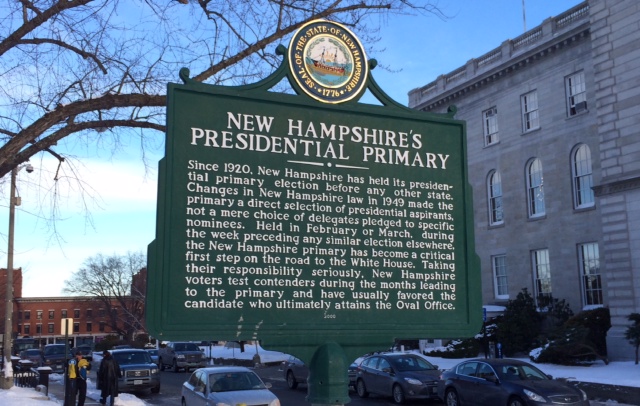 SEAL OF THE STATE OF NEW HAMPSHIRE
• 1776 •
NEW HAMPSHIRE'S
PRESIDENTIAL PRIMARY
Since 1920, New Hampshire has held its presiden-
tial primary election before any other state.
Changes in New Hampshire law in 1949 made the
primary a direct selection of presidential aspirants,
not a mere choice of delegates pledged to specific
nominees. Held in February or March, during
the week preceding any similar election elsewhere,
the New Hampshire primary has become a critical
first step on the road to the White House. Taking
their responsibility seriously, New Hampshire
voters test contenders during the months leading
to the primary and have usually favored the
candidate who ultimately attains the Oval Office.
2000